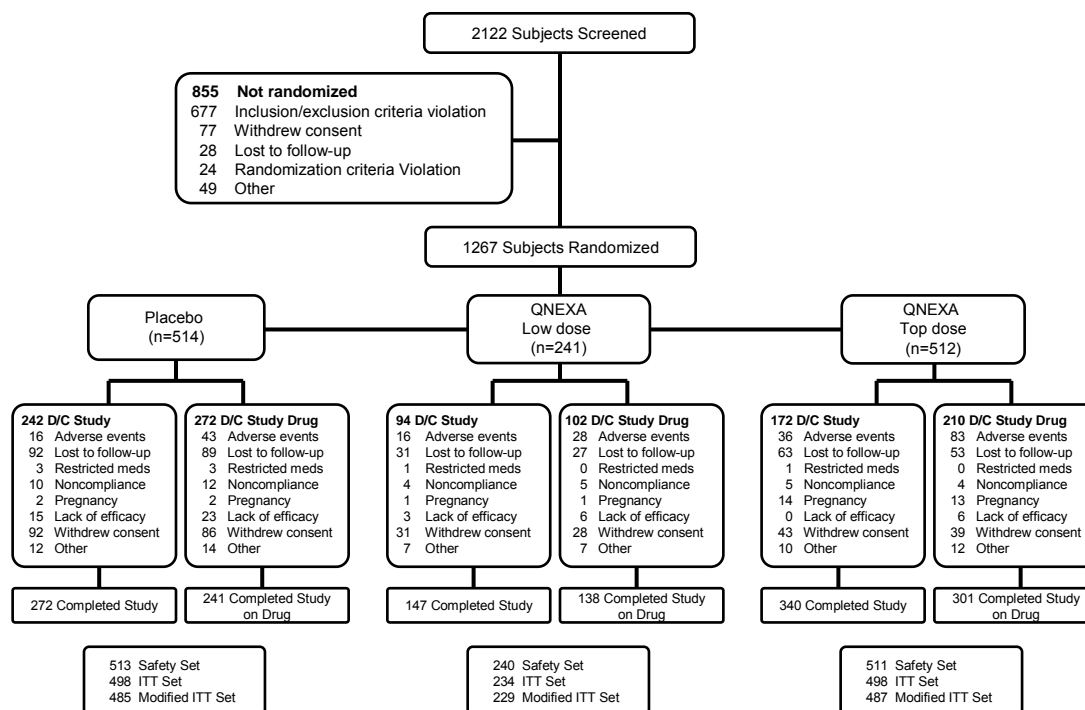 2122 Subjects Screened
855 Not randomized
677 Inclusion/exclusion criteria violation
77 Withdrew consent
28 Lost to follow-up
24 Randomization criteria Violation
49 Other
1267 Subjects Randomized
Placebo
(n=514)
QNEXA
Low dose
(n=241)
QNEXA
Top dose
(n=512)
242 D/C Study
16 Adverse events
92 Lost to follow-up
3 Restricted meds
10 Noncompliance
2 Pregnancy
15 Lack of efficacy
92 Withdrew consent
12 Other
272 D/C Study Drug
43 Adverse events
89 Lost to follow-up
3 Restricted meds
12 Noncompliance
2 Pregnancy
23 Lack of efficacy
86 Withdrew consent
14 Other
94 D/C Study
16 Adverse events
31 Lost to follow-up
1 Restricted meds
4 Noncompliance
1 Pregnancy
3 Lack of efficacy
31 Withdrew consent
7 Other
102 D/C Study Drug
28 Adverse events
27 Lost to follow-up
0 Restricted meds
5 Noncompliance
1 Pregnancy
6 Lack of efficacy
28 Withdrew consent
7 Other
172 D/C Study
36 Adverse events
63 Lost to follow-up
1 Restricted meds
5 Noncompliance
14 Pregnancy
0 Lack of efficacy
43 Withdrew consent
10 Other
210 D/C Study Drug
83 Adverse events
53 Lost to follow-up
0 Restricted meds
4 Noncompliance
13 Pregnancy
6 Lack of efficacy
39 Withdrew consent
12 Other
272 Completed Study
241 Completed Study
on Drug
147 Completed Study
138 Completed Study
on Drug
340 Completed Study
301 Completed Study
on Drug
513 Safety Set
498 ITT Set
485 Modified ITT Set
240 Safety Set
234 ITT Set
229 Modified ITT Set
511 Safety Set
498 ITT Set
487 Modified ITT Set